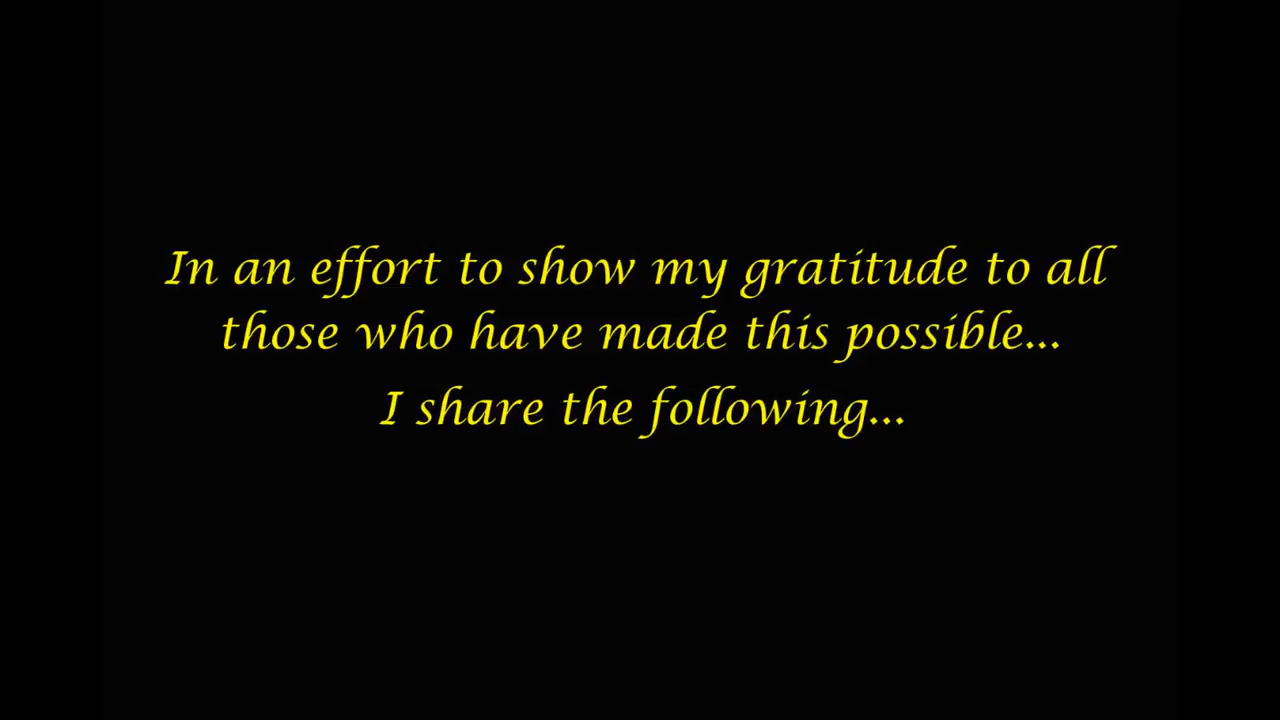 In an effort to show my gratitude to all
those who have made this possible...
I share the following...